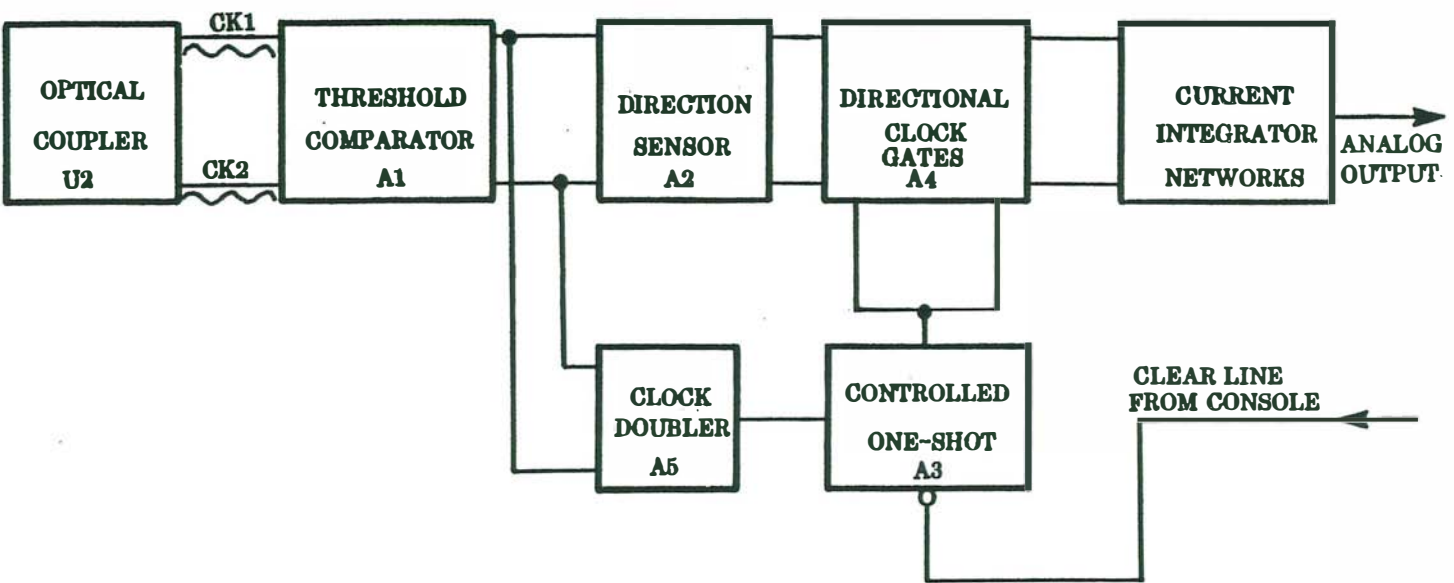 CK1
CK2
OPTICAL
COUPLER
U2
THRESHOLD
COMPARATOR
A1
DIRECTION
SENSOR
A2
DIRECTIONAL
CLOCK
GATES
A4
CURRENT
INTEGRATOR
NETWORKS
ANALOG
OUTPUT
CLOCK
DOUBLER
A5
CONTROLLED
ONE-SHOT
A3
CLEAR LINE
FROM CONSOLE